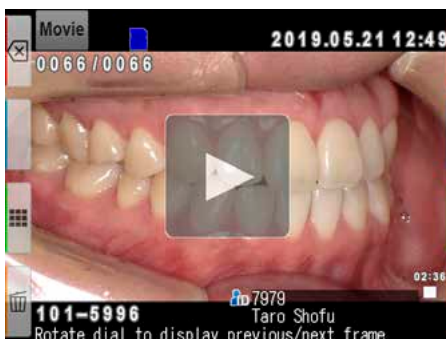 Movie
2019.05.21 12:49
0066/0066
02:36
ID 7979
101-5996
Taro Shofu
Rotate dial to display previous/next frame